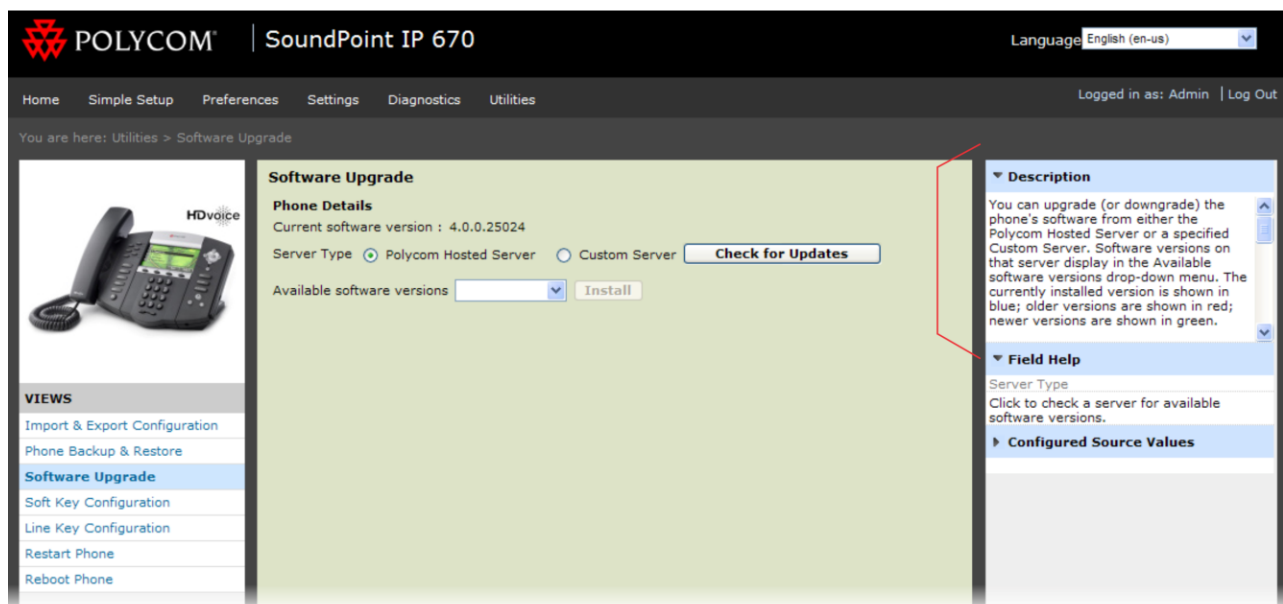 POLYCOM® SoundPoint IP 670
Language English (en-us)
Home Simple Setup Preferences Settings Diagnostics Utilities
Logged in as: Admin | Log Out
You are here: Utilities > Software Upgrade
HDvoice
VIEWS
Import & Export Configuration
Phone Backup & Restore
Software Upgrade
Soft Key Configuration
Line Key Configuration
Restart Phone
Reboot Phone
Software Upgrade
Phone Details
Current software version : 4.0.0.25024
Server Type Polycom Hosted Server Custom Server Check for Updates
Available software versions Install
Description
You can upgrade (or downgrade) the
phone's software from either the
Polycom Hosted Server or a specified
Custom Server. Software versions on
that server display in the Available
software versions drop-down menu. The
currently installed version is shown in
blue; older versions are shown in red;
newer versions are shown in green.
Field Help
Server Type
Click to check a server for available
software versions.
Configured Source Values